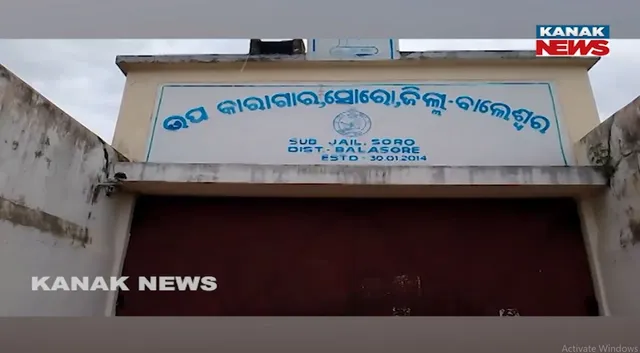 KANAK
NEWS
ଉପ କାରାଗାର,ସୋରୋ,ଜିଲ୍ଲା-ବାଲେଶ୍ୱର
SUB JAIL. SORO
DIST- BALASORE
ESTD - 30.01.2014
KANAK NEWS
Activate Windows